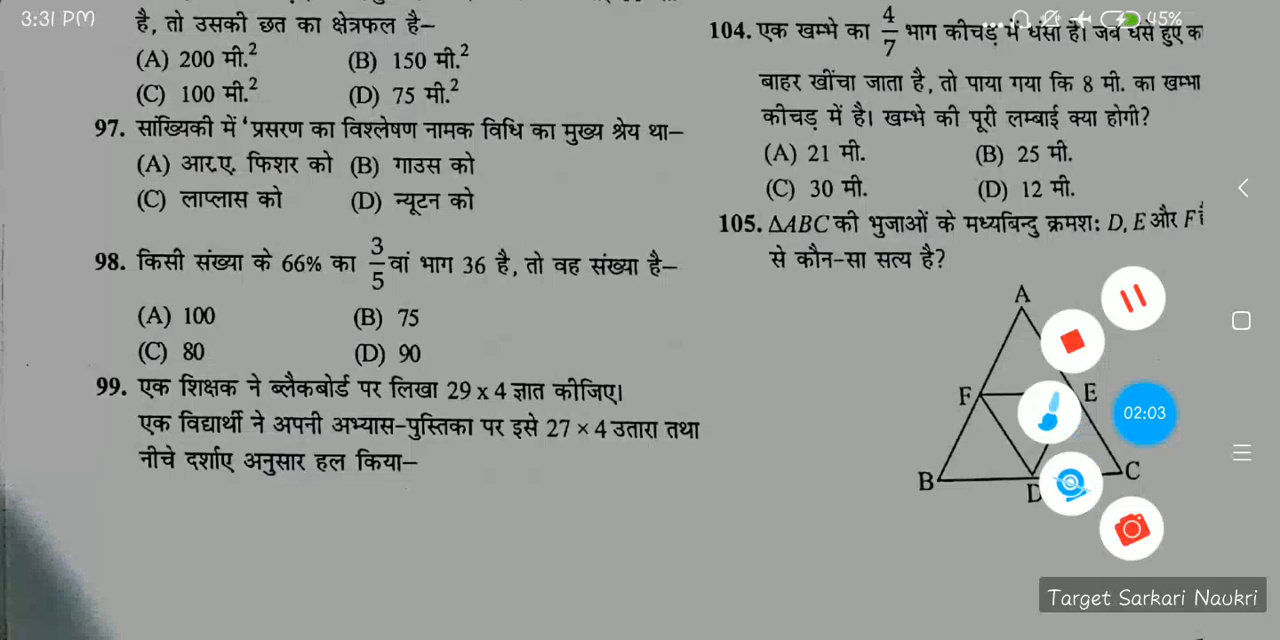 3:31 PM
45%
है, तो उसकी छत का क्षेत्रफल है–
(A) 200 मी.² (B) 150 मी.²
(C) 100 मी.² (D) 75 मी.²
97. सांख्यिकी में 'प्रसरण का विश्लेषण नामक विधि का मुख्य श्रेय था–
(A) आर.ए. फिशर को (B) गाउस को
(C) लाप्लास को (D) न्यूटन को
98. किसी संख्या के 66% का 3/5 वां भाग 36 है, तो वह संख्या है–
(A) 100 (B) 75
(C) 80 (D) 90
99. एक शिक्षक ने ब्लैकबोर्ड पर लिखा 29 x 4 ज्ञात कीजिए।
एक विद्यार्थी ने अपनी अभ्यास-पुस्तिका पर इसे 27 × 4 उतारा तथा
नीचे दर्शाए अनुसार हल किया–
104. एक खम्भे का 4/7 भाग कीचड़ में धंसा है। जब धंसे हुए
बाहर खींचा जाता है, तो पाया गया कि 8 मी. का खम्भा
कीचड़ में है। खम्भे की पूरी लम्बाई क्या होगी?
(A) 21 मी. (B) 25 मी.
(C) 30 मी. (D) 12 मी.
105. ΔABC की भुजाओं के मध्यबिन्दु क्रमश: D, E और F
से कौन-सा सत्य है?
A
F E
B D C
02:03
Target Sarkari Naukri